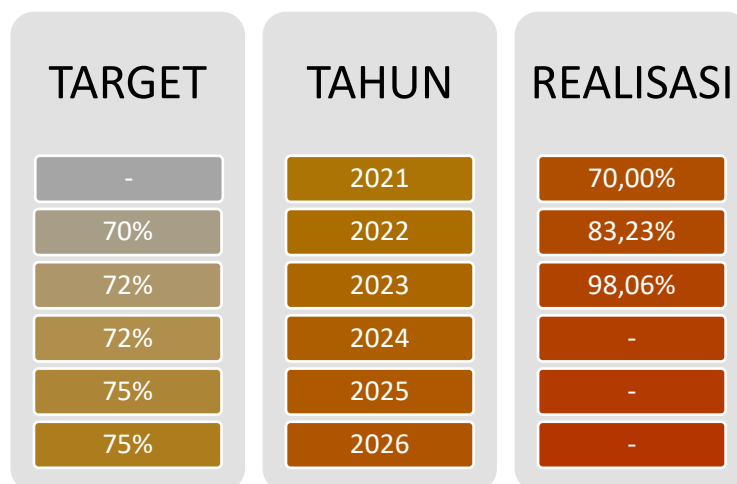 TARGET TAHUN REALISASI
- 2021 70,00%
70% 2022 83,23%
72% 2023 98,06%
72% 2024 -
75% 2025 -
75% 2026 -